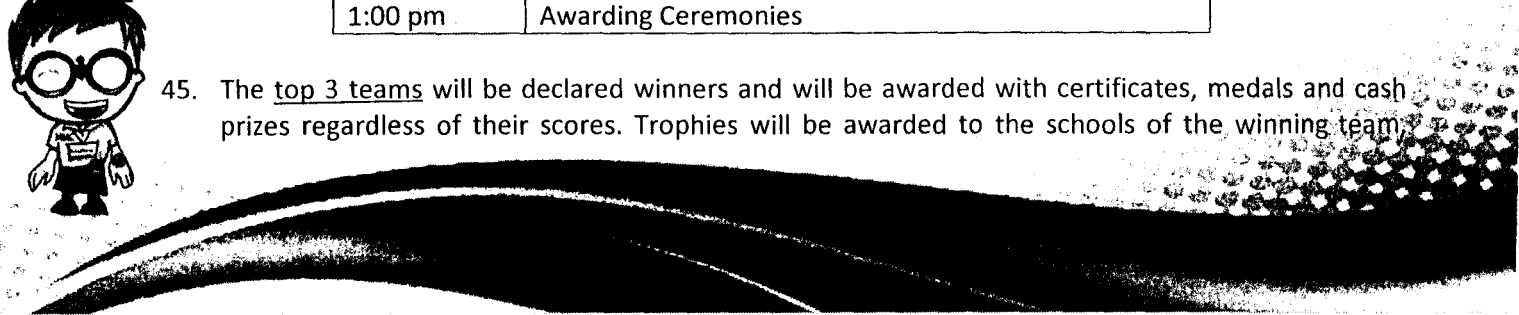 1:00 pm Awarding Ceremonies
45. The top 3 teams will be declared winners and will be awarded with certificates, medals and cash
prizes regardless of their scores. Trophies will be awarded to the schools of the winning team,